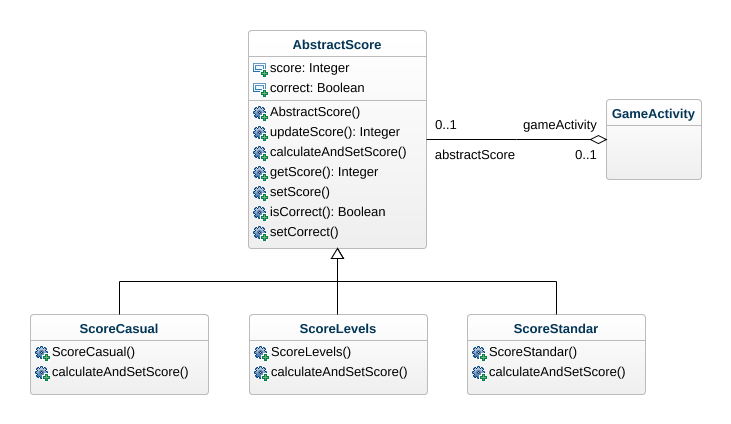 AbstractScore
score: Integer
correct: Boolean
AbstractScore()
updateScore(): Integer
calculateAndSetScore()
getScore(): Integer
setScore()
isCorrect(): Boolean
setCorrect()
0..1
gameActivity
abstractScore
0..1
GameActivity
ScoreCasual
ScoreCasual()
calculateAndSetScore()
ScoreLevels
ScoreLevels()
calculateAndSetScore()
ScoreStandar
ScoreStandar()
calculateAndSetScore()